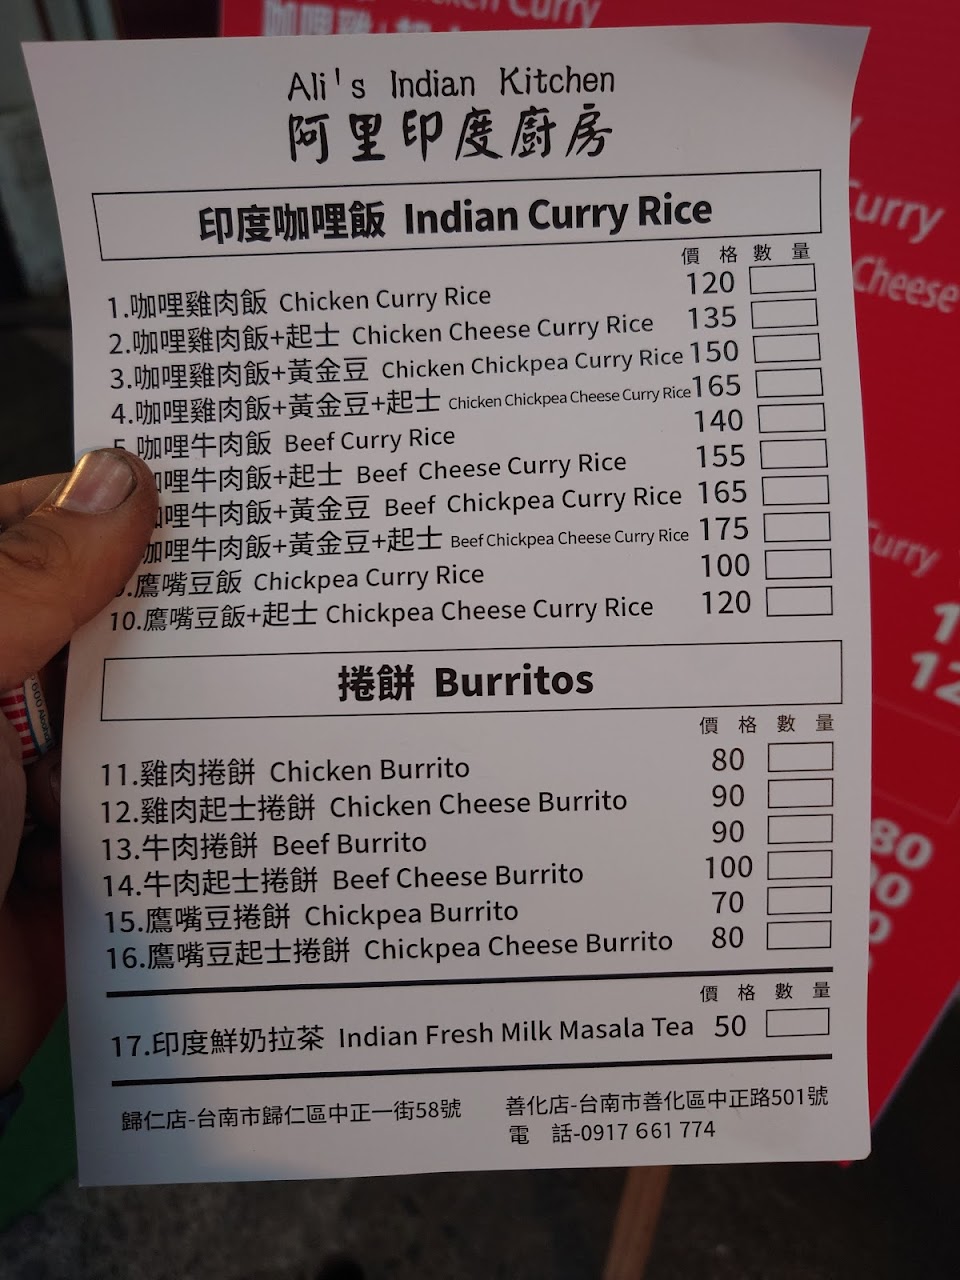 Chicken Curry
Ali's Indian Kitchen
阿里印度廚房
印度咖哩飯 Indian Curry Rice
價 格 數 量
1.咖哩雞肉飯 Chicken Curry Rice 120
2.咖哩雞肉飯+起士 Chicken Cheese Curry Rice 135
3.咖哩雞肉飯+黃金豆 Chicken Chickpea Curry Rice 150
4.咖哩雞肉飯+黃金豆+起士 Chicken Chickpea Cheese Curry Rice 165
5.咖哩牛肉飯 Beef Curry Rice 140
哩牛肉飯+起士 Beef Cheese Curry Rice 155
哩牛肉飯+黃金豆 Beef Chickpea Curry Rice 165
咖哩牛肉飯+黃金豆+起士 Beef Chickpea Cheese Curry Rice 175
9.鷹嘴豆飯 Chickpea Curry Rice 100
10.鷹嘴豆飯+起士 Chickpea Cheese Curry Rice 120
捲餅 Burritos
價 格 數 量
11.雞肉捲餅 Chicken Burrito 80
12.雞肉起士捲餅 Chicken Cheese Burrito 90
13.牛肉捲餅 Beef Burrito 90
14.牛肉起士捲餅 Beef Cheese Burrito 100
15.鷹嘴豆捲餅 Chickpea Burrito 70
16.鷹嘴豆起士捲餅 Chickpea Cheese Burrito 80
價 格 數 量
17.印度鮮奶拉茶 Indian Fresh Milk Masala Tea 50
歸仁店-台南市歸仁區中正一街58號
善化店-台南市善化區中正路501號
電 話-0917 661 774
Curry
Cheese
Curry
80